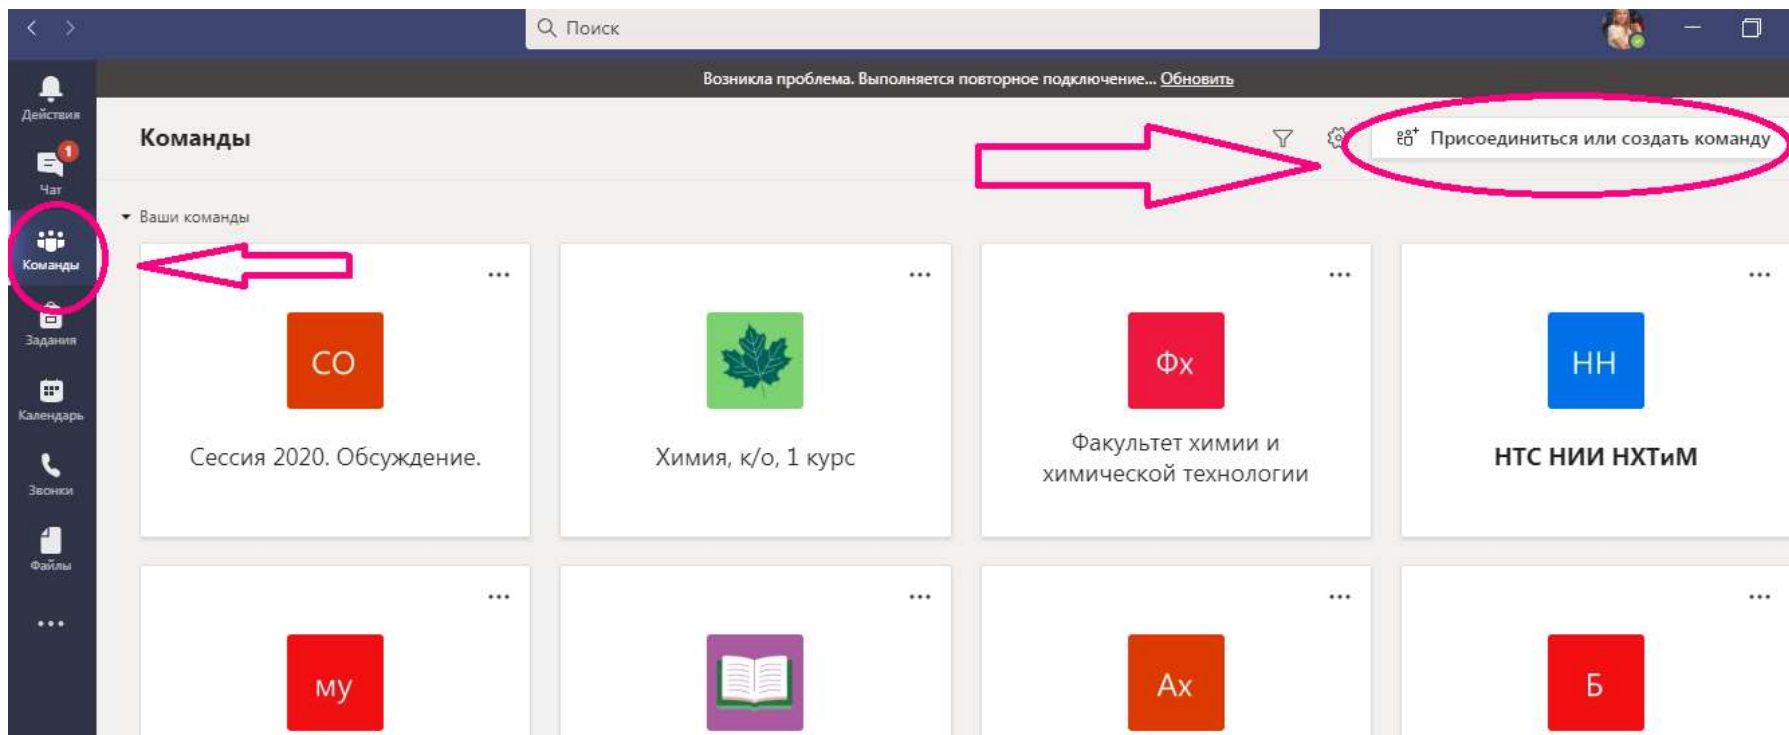 Поиск
Возникла проблема. Выполняется повторное подключение... Обновить
Действия
1
Чат
Команды
Задания
Календарь
Звонки
Файлы
Команды
Присоединиться или создать команду
Ваши команды
СО
Сессия 2020. Обсуждение.
Химия, к/о, 1 курс
Фх
Факультет химии и
химической технологии
НН
НТС НИИ НХТиМ
му
Ах
Б